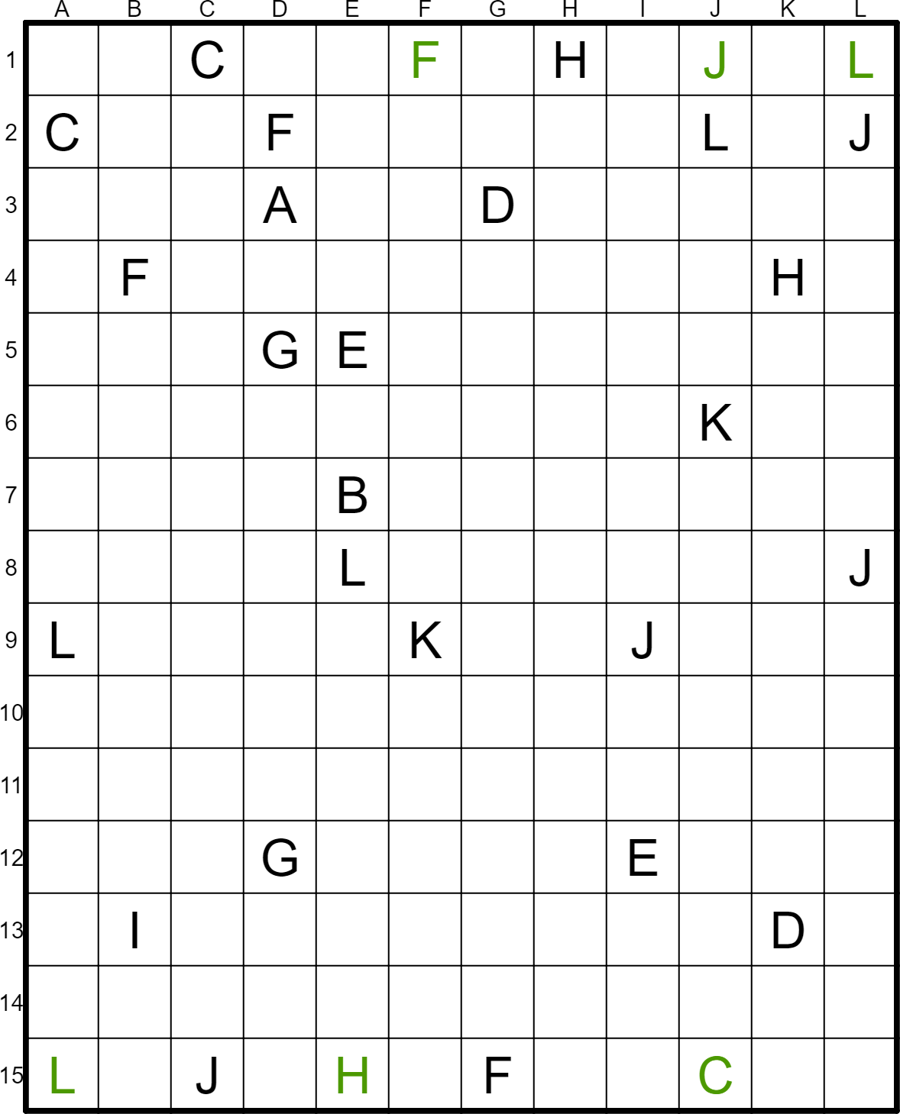 A B C D E F G H I J K L
1 C F H J L
2 C F L J
3 A D
4 F H
5 G E
6 K
7 B
8 L J
9 L K J
10
11
12 G E
13 I D
14
15 L J H F C